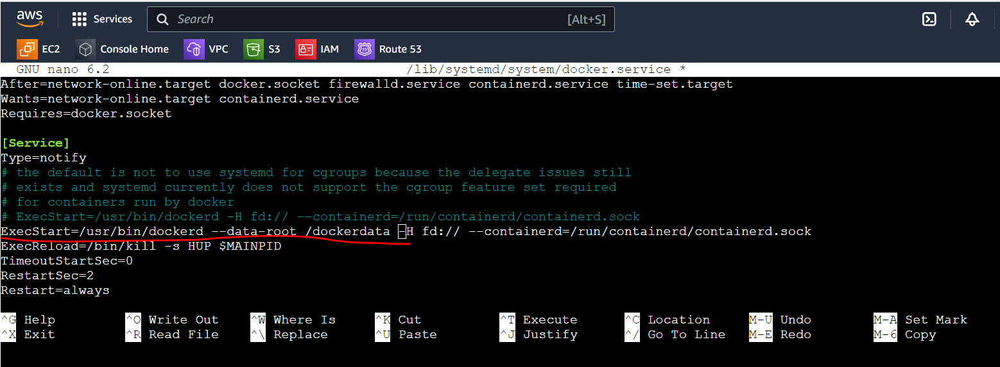 aws Services Search [Alt+S]
EC2 Console Home VPC S3 IAM Route 53
GNU nano 6.2 /lib/systemd/system/docker.service *
After=network-online.target docker.socket firewalld.service containerd.service time-set.target
Wants=network-online.target containerd.service
Requires=docker.socket
[Service]
Type=notify
# the default is not to use systemd for cgroups because the delegate issues still
# exists and systemd currently does not support the cgroup feature set required
# for containers run by docker
# ExecStart=/usr/bin/dockerd -H fd:// --containerd=/run/containerd/containerd.sock
ExecStart=/usr/bin/dockerd --data-root /dockerdata -H fd:// --containerd=/run/containerd/containerd.sock
ExecReload=/bin/kill -s HUP $MAINPID
TimeoutStartSec=0
RestartSec=2
Restart=always
^G Help ^O Write Out ^W Where Is ^K Cut ^T Execute ^C Location M-U Undo M-A Set Mark
^X Exit ^R Read File ^\ Replace ^U Paste ^J Justify ^/ Go To Line M-E Redo M-6 Copy